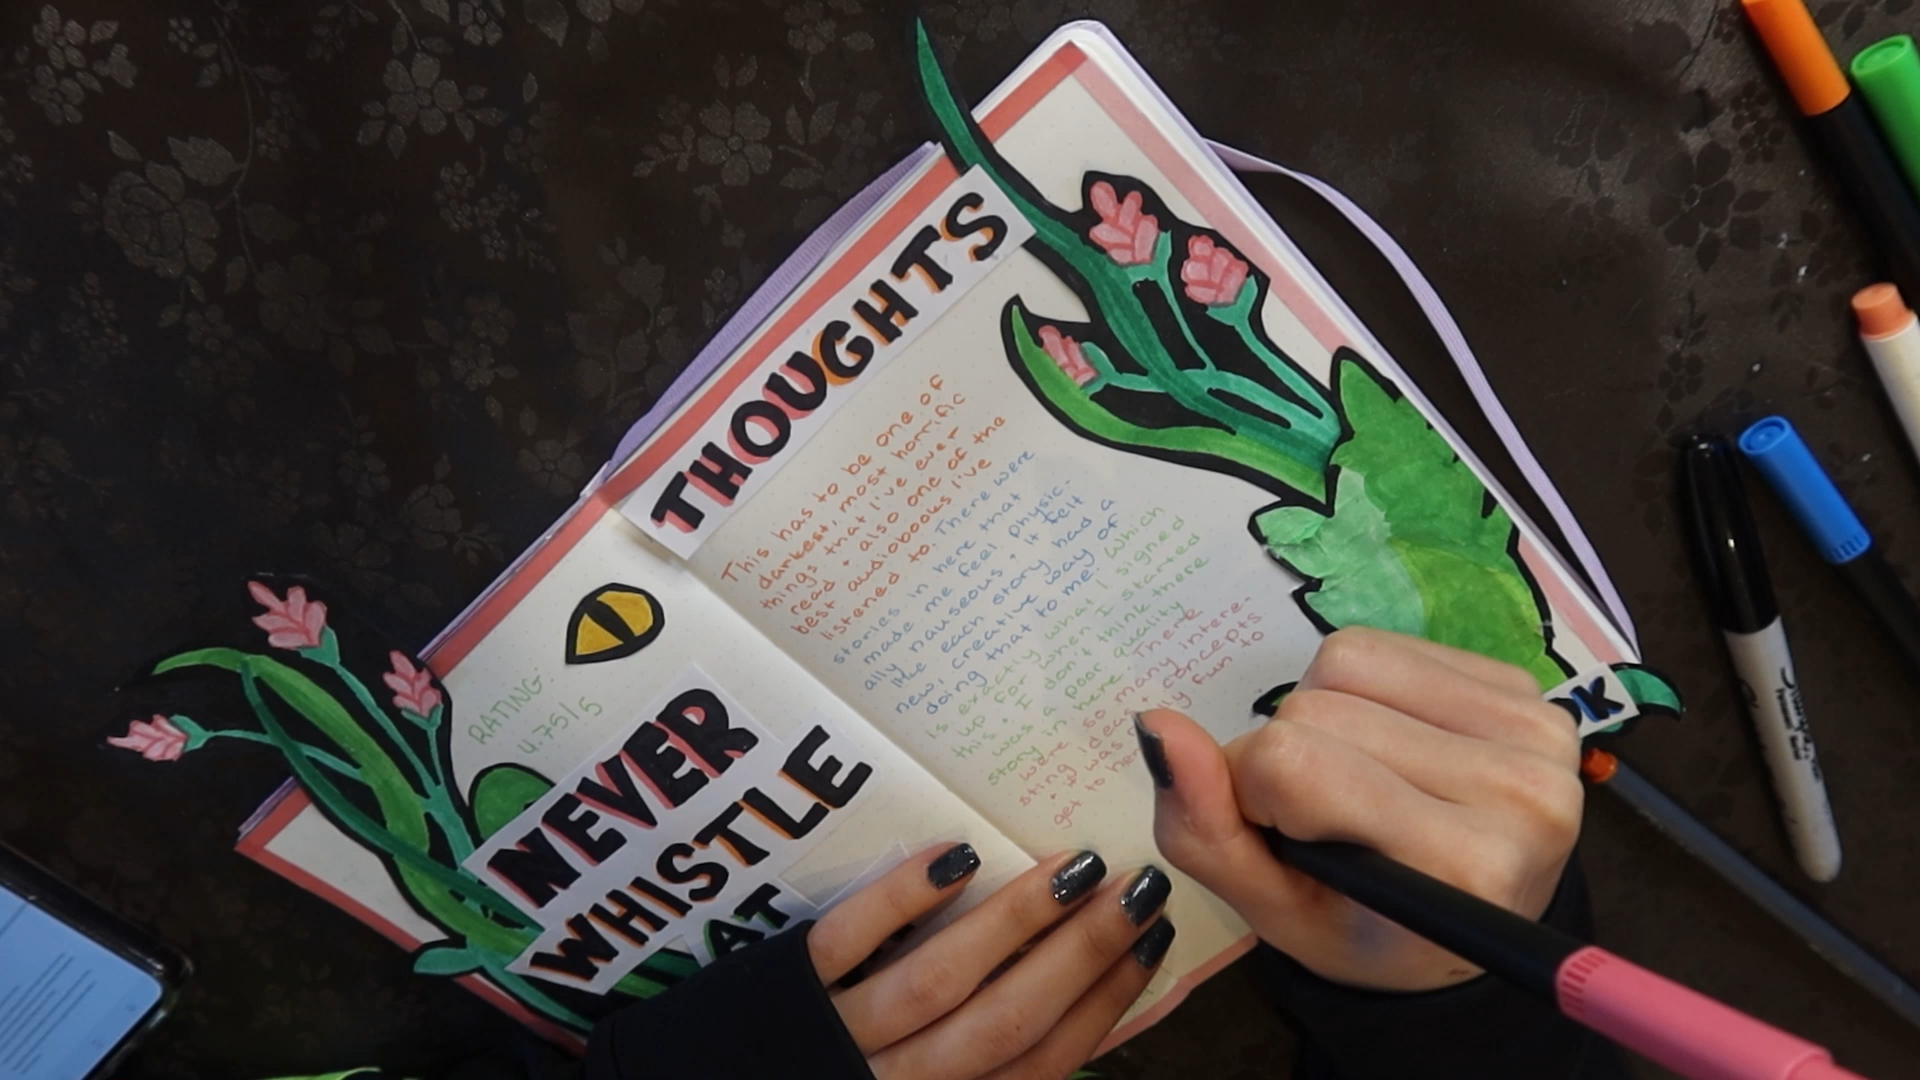 THOUGHTS
This has to be one of
darkest, most horrific
things that I've ever
read + also one of
best audiobooks I've the
listened to. There were
stories in here that
made me feel physic-
ally nauseous + it felt
like each story had a
new, creative way of
doing that to me. Which
is exactly what I signed
up for when I started
this + I don't think there
was a poor quality
story in here. There
were so many intere-
sting ideas + concepts
+ it was fun to
get to
RATING:
4.75/5
NEVER
WHISTLE
AT